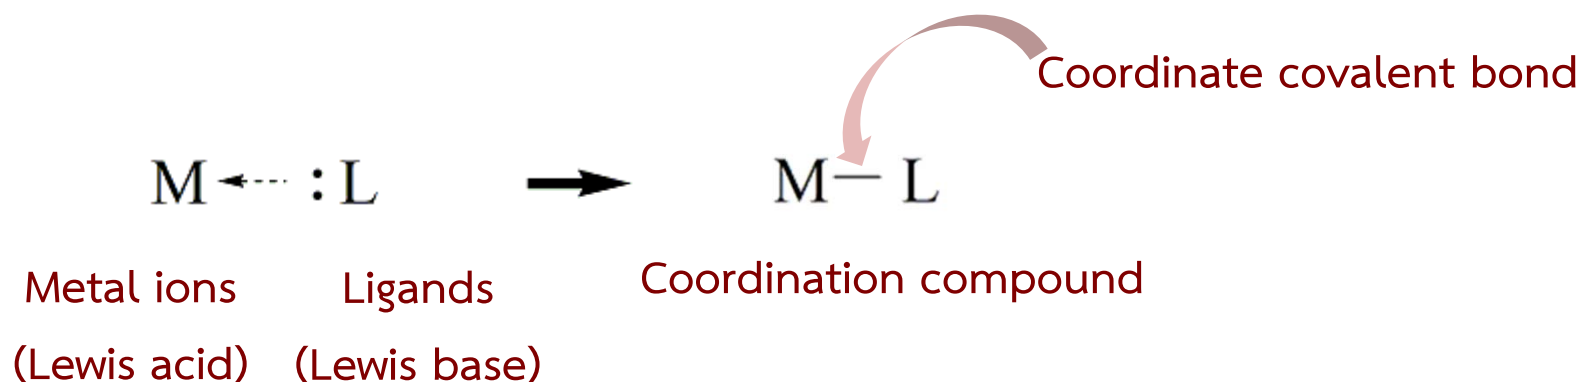 Coordinate covalent bond
M :L M — L
Metal ions Ligands Coordination compound
(Lewis acid) (Lewis base)